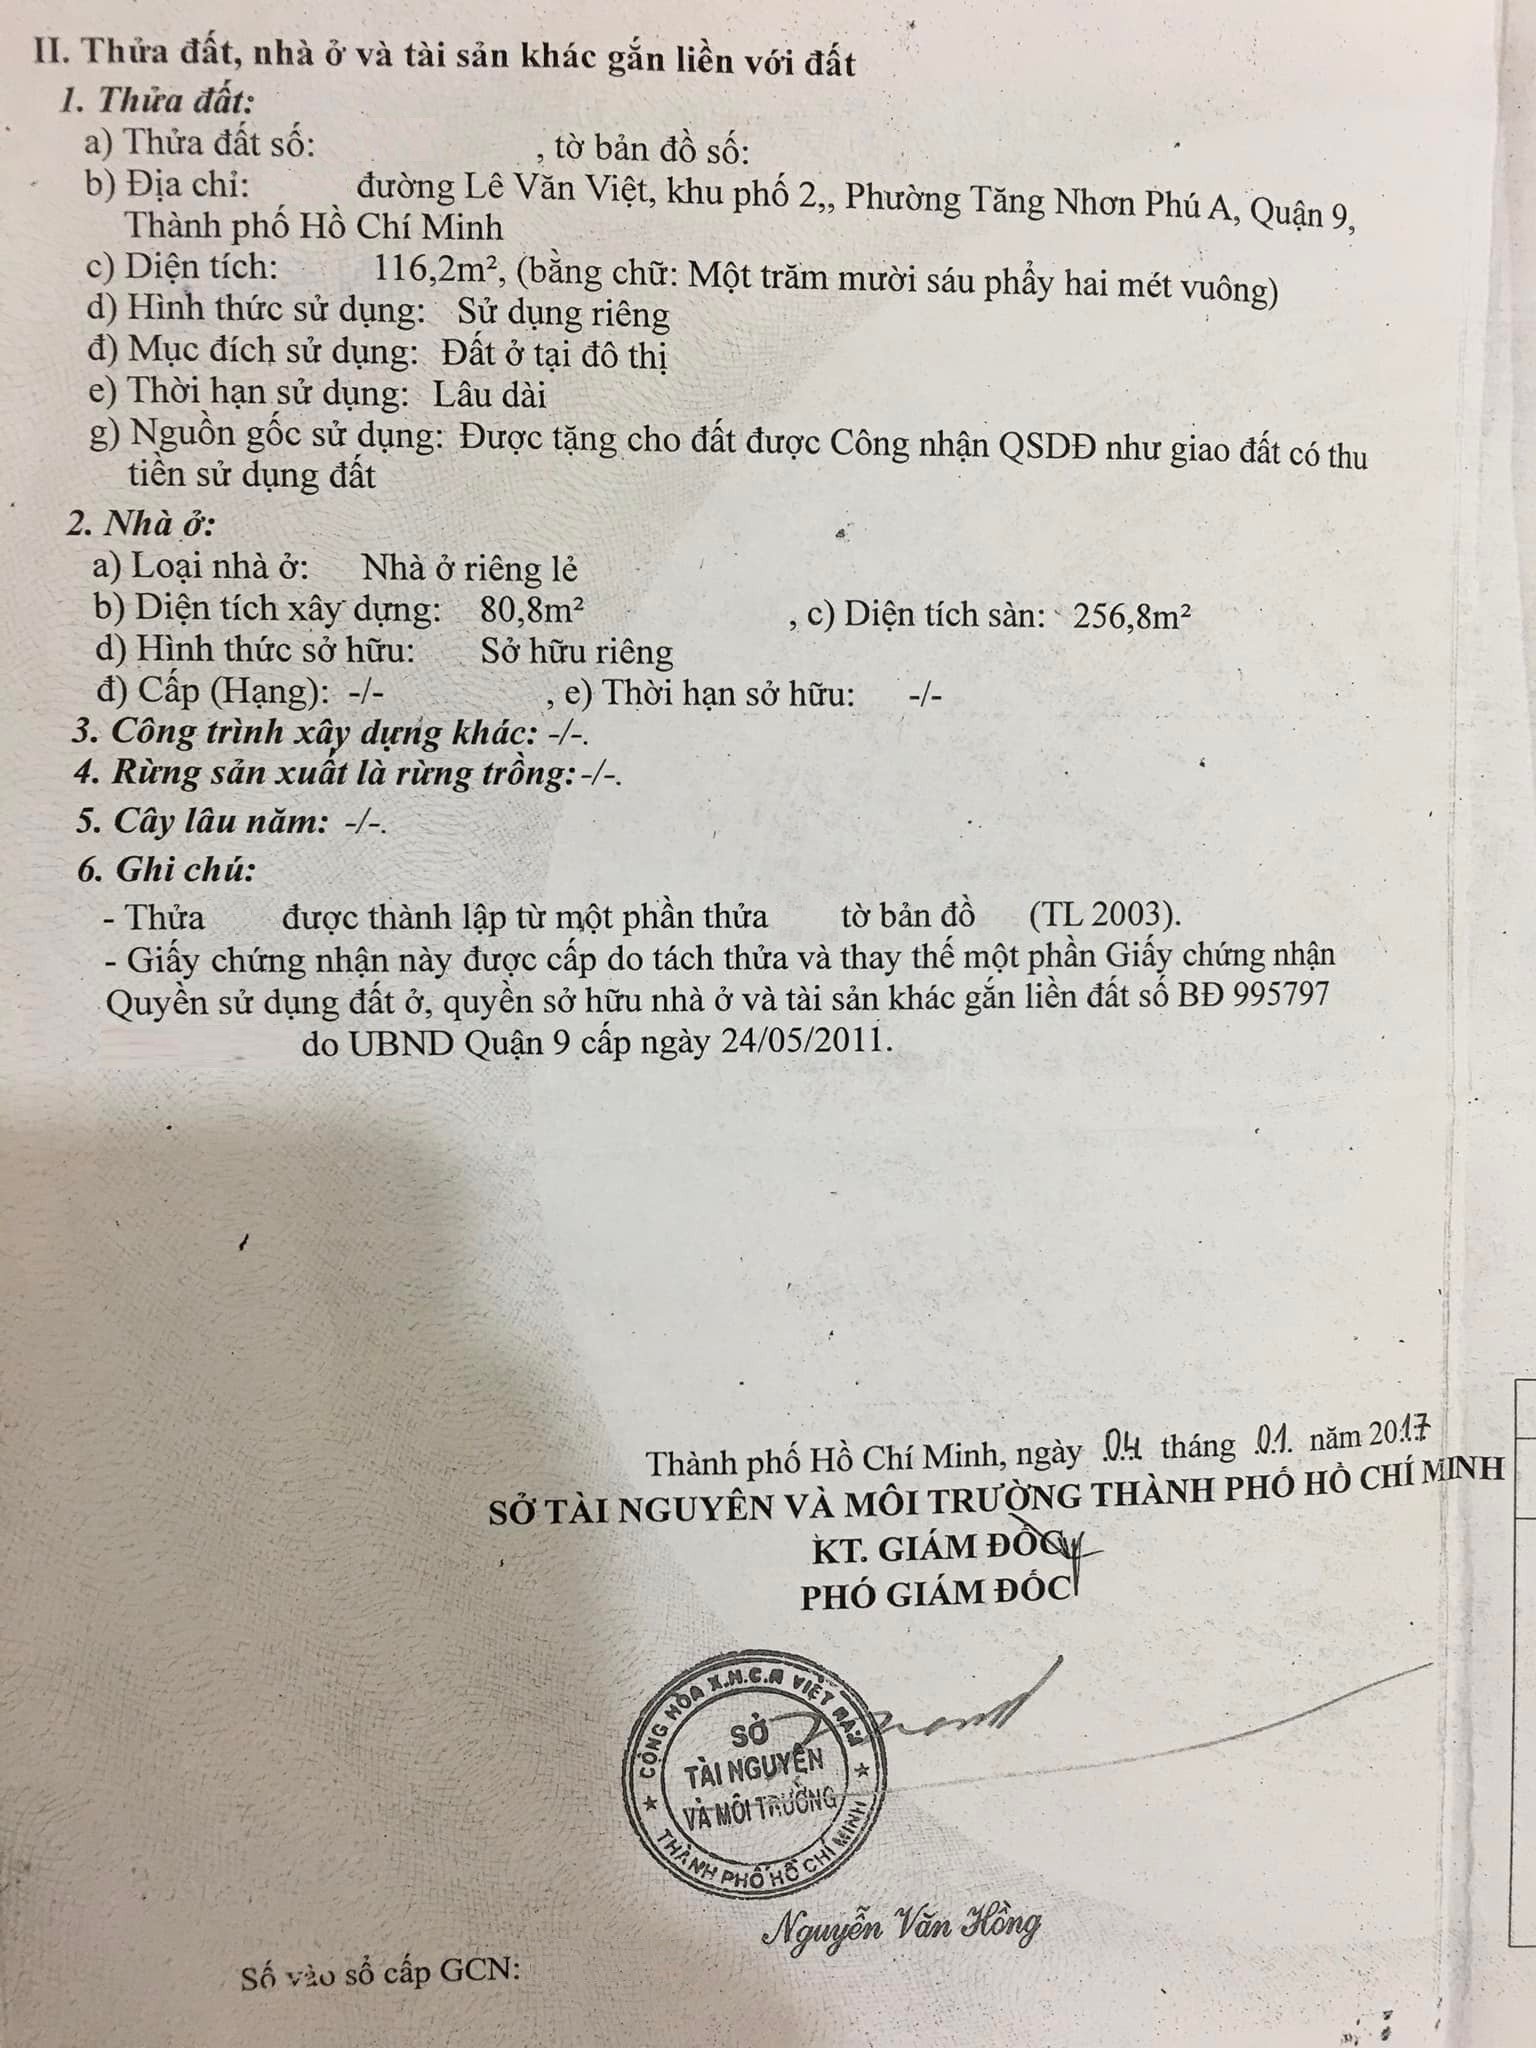 II. Thửa đất, nhà ở và tài sản khác gắn liền với đất
1. Thửa đất:
a) Thửa đất số: , tờ bản đồ số:
b) Địa chỉ: đường Lê Văn Việt, khu phố 2,, Phường Tăng Nhơn Phú A, Quận 9,
Thành phố Hồ Chí Minh
c) Diện tích: 116,2m², (bằng chữ: Một trăm mười sáu phẩy hai mét vuông)
d) Hình thức sử dụng: Sử dụng riêng
đ) Mục đích sử dụng: Đất ở tại đô thị
e) Thời hạn sử dụng: Lâu dài
g) Nguồn gốc sử dụng: Được tặng cho đất được Công nhận QSDĐ như giao đất có thu
tiền sử dụng đất
2. Nhà ở:
a) Loại nhà ở: Nhà ở riêng lẻ
b) Diện tích xây dựng: 80,8m² , c) Diện tích sàn: 256,8m²
d) Hình thức sở hữu: Sở hữu riêng
đ) Cấp (Hạng): -/- , e) Thời hạn sở hữu: -/-
3. Công trình xây dựng khác: -/-.
4. Rừng sản xuất là rừng trồng: -/-.
5. Cây lâu năm: -/-.
6. Ghi chú:
- Thửa được thành lập từ một phần thửa tờ bản đồ (TL 2003).
- Giấy chứng nhận này được cấp do tách thửa và thay thế một phần Giấy chứng nhận
Quyền sử dụng đất ở, quyền sở hữu nhà ở và tài sản khác gắn liền đất số BĐ 995797
do UBND Quận 9 cấp ngày 24/05/2011.
Thành phố Hồ Chí Minh, ngày 04 tháng 01. năm 2017
SỞ TÀI NGUYÊN VÀ MÔI TRƯỜNG THÀNH PHỐ HỒ CHÍ MINH
KT. GIÁM ĐỐC
PHÓ GIÁM ĐỐC
CỘNG HÒA X.H.C.N VIỆT NAM
SỞ
TÀI NGUYÊN
VÀ MÔI TRƯỜNG
THÀNH PHỐ HỒ CHÍ MINH
Nguyễn Văn Hồng
Số vào sổ cấp GCN: